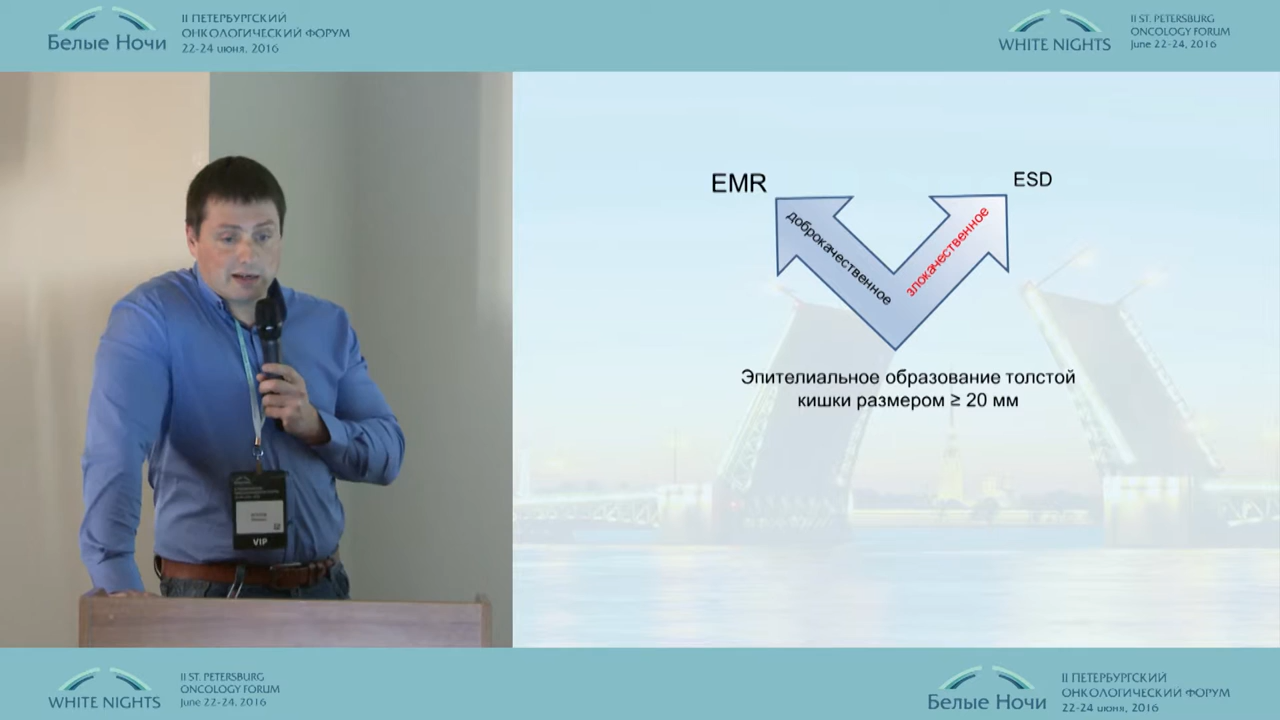 Белые Ночи
II ПЕТЕРБУРГСКИЙ
ОНКОЛОГИЧЕСКИЙ ФОРУМ
22-24 июня, 2016
WHITE NIGHTS
II ST. PETERSBURG
ONCOLOGY FORUM
June 22-24, 2016
EMR
ESD
доброкачественное
злокачественное
Эпителиальное образование толстой
кишки размером ≥ 20 мм
VIP
WHITE NIGHTS
II ST. PETERSBURG
ONCOLOGY FORUM
June 22-24, 2016
Белые Ночи
II ПЕТЕРБУРГСКИЙ
ОНКОЛОГИЧЕСКИЙ ФОРУМ
22-24 июня, 2016